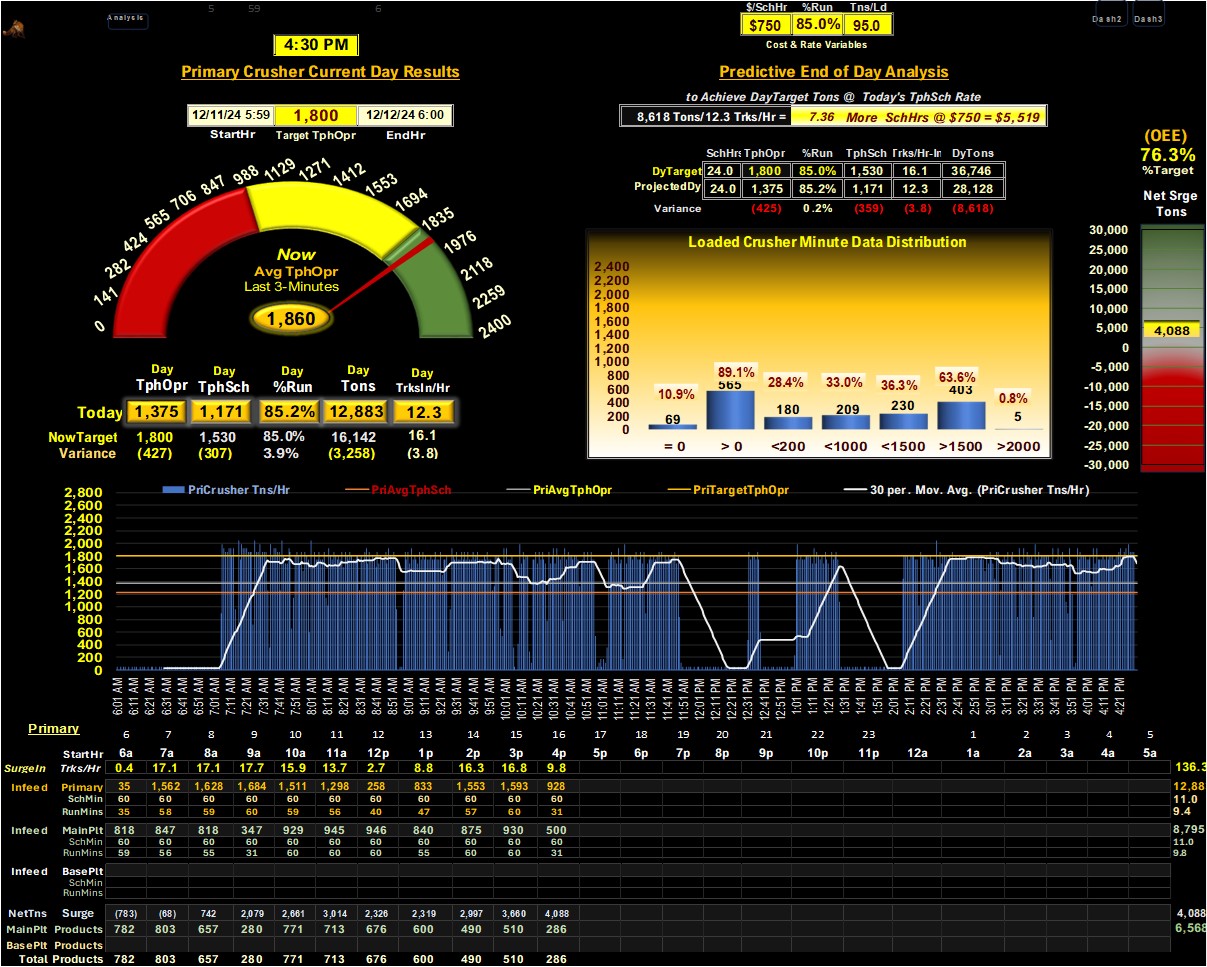 5 59 6
Analysis
Dash2 Dash3
$/SchHr %Run Tns/Ld
$750 85.0% 95.0
Cost & Rate Variables
4:30 PM
Primary Crusher Current Day Results
Predictive End of Day Analysis
to Achieve DayTarget Tons @ Today's TphSch Rate
12/11/24 5:59 1,800 12/12/24 6:00
StartHr Target TphOpr EndHr
8,618 Tons/12.3 Trks/Hr = 7.36 More SchHrs @ $750 = $5,519
(OEE)
76.3%
%Target
SchHrs TphOpr %Run TphSch Trks/Hr-In DyTons
DyTarget 24.0 1,800 85.0% 1,530 16.1 36,746
ProjectedDy 24.0 1,375 85.2% 1,171 12.3 28,128
Variance (425) 0.2% (359) (3.8) (8,618)
Net Srge
Tons
30,000
25,000
20,000
15,000
10,000
5,000
0
-5,000
-10,000
-15,000
-20,000
-25,000
-30,000
4,088
0 141 282 424 565 706 847 988 1129 1271 1412 1553 1694 1835 1976 2118 2259 2400
Now
Avg TphOpr
Last 3-Minutes
1,860
Loaded Crusher Minute Data Distribution
2,400
2,200
2,000
1,800
1,600
1,400
1,200
1,000
800
600
400
200
0
10.9% 89.1% 28.4% 33.0% 36.3% 63.6% 0.8%
69 565 180 209 230 403 5
= 0 > 0 <200 <1000 <1500 >1500 >2000
Day Day Day Day Day
TphOpr TphSch %Run Tons TrksIn/Hr
Today 1,375 1,171 85.2% 12,883 12.3
NowTarget 1,800 1,530 85.0% 16,142 16.1
Variance (427) (307) 3.9% (3,258) (3.8)
PriCrusher Tns/Hr PriAvgTphSch PriAvgTphOpr PriTargetTphOpr 30 per. Mov. Avg. (PriCrusher Tns/Hr)
2,800
2,600
2,400
2,200
2,000
1,800
1,600
1,400
1,200
1,000
800
600
400
200
0
6:01 AM 6:11 AM 6:21 AM 6:31 AM 6:41 AM 6:51 AM 7:01 AM 7:11 AM 7:21 AM 7:31 AM 7:41 AM 7:51 AM 8:01 AM 8:11 AM 8:21 AM 8:31 AM 8:41 AM 8:51 AM 9:01 AM 9:11 AM 9:21 AM 9:31 AM 9:41 AM 9:51 AM 10:01 AM 10:11 AM 10:21 AM 10:31 AM 10:41 AM 10:51 AM 11:01 AM 11:11 AM 11:21 AM 11:31 AM 11:41 AM 11:51 AM 12:01 PM 12:11 PM 12:21 PM 12:31 PM 12:41 PM 12:51 PM 1:01 PM 1:11 PM 1:21 PM 1:31 PM 1:41 PM 1:51 PM 2:01 PM 2:11 PM 2:21 PM 2:31 PM 2:41 PM 2:51 PM 3:01 PM 3:11 PM 3:21 PM 3:31 PM 3:41 PM 3:51 PM 4:01 PM 4:11 PM 4:21 PM
Primary
6 7 8 9 10 11 12 13 14 15 16 17 18 19 20 21 22 23 1 2 3 4 5
StartHr 6a 7a 8a 9a 10a 11a 12p 1p 2p 3p 4p 5p 6p 7p 8p 9p 10p 11p 12a 1a 2a 3a 4a 5a
SurgeIn Trks/Hr 0.4 17.1 17.1 17.7 15.9 13.7 2.7 8.8 16.3 16.8 9.8 136.3
Infeed Primary 35 1,562 1,628 1,684 1,511 1,298 258 833 1,553 1,593 928 12,88
SchMin 60 60 60 60 60 60 60 60 60 60 60 11.0
RunMins 35 58 59 60 59 56 40 47 57 60 31 9.4
Infeed MainPlt 818 847 818 347 929 945 946 840 875 930 500 8,795
SchMin 60 60 60 60 60 60 60 60 60 60 60 11.0
RunMins 59 56 55 31 60 60 60 55 60 60 31 9.8
Infeed BasePlt
SchMin
RunMins
NetTns Surge (783) (68) 742 2,079 2,661 3,014 2,326 2,319 2,997 3,660 4,088 4,088
MainPlt Products 782 803 657 280 771 713 676 600 490 510 286 6,568
BasePlt Products
Total Products 782 803 657 280 771 713 676 600 490 510 286